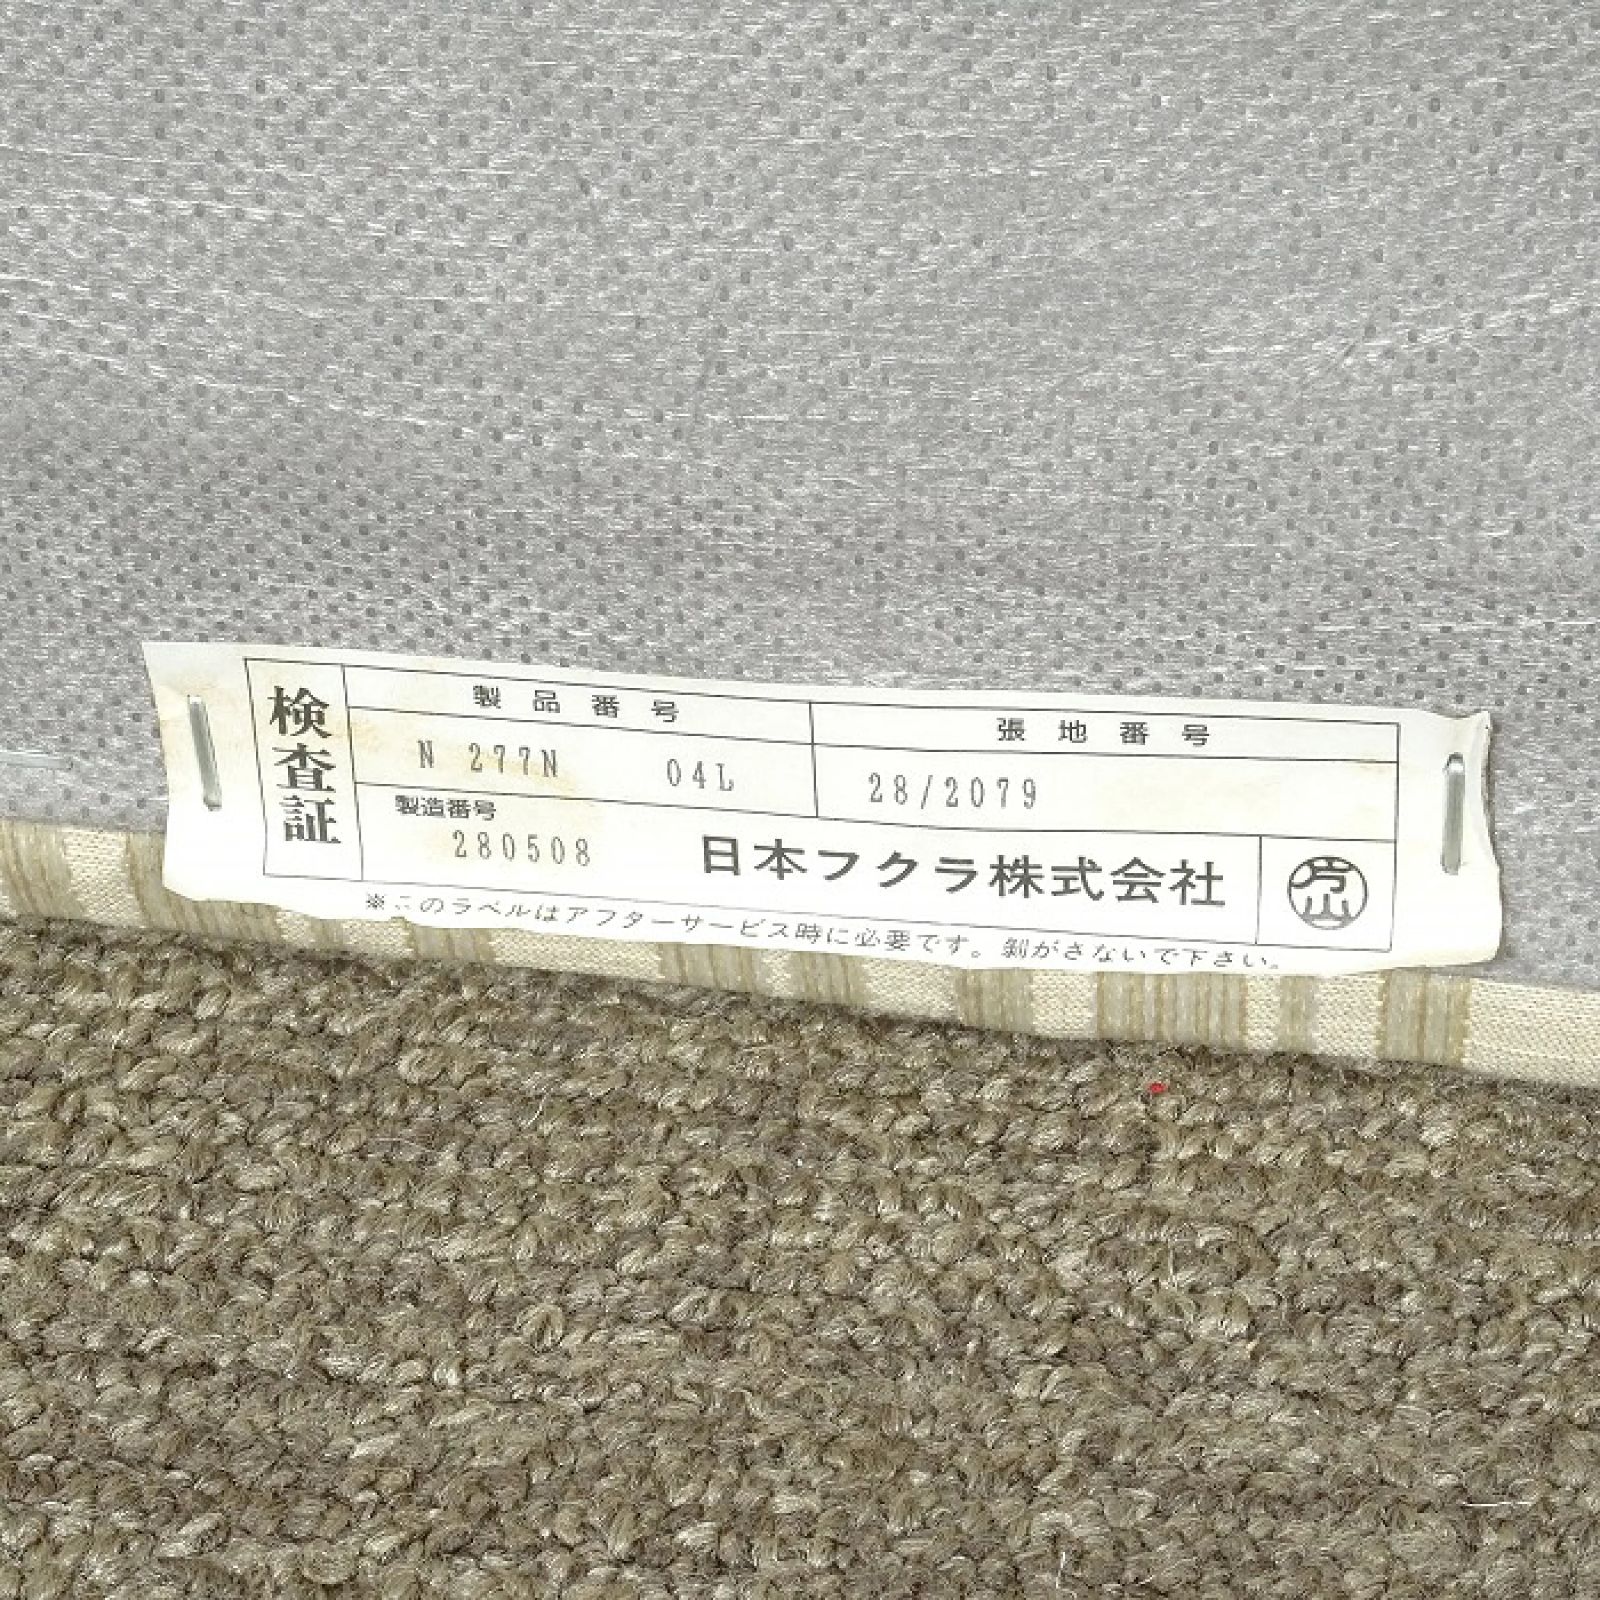 検査証
製品番号
張地番号
N 277N 04L
28/2079
製造番号
280508
日本フクラ株式会社
※このラベルはアフターサービス時に必要です。剝がさないで下さい。